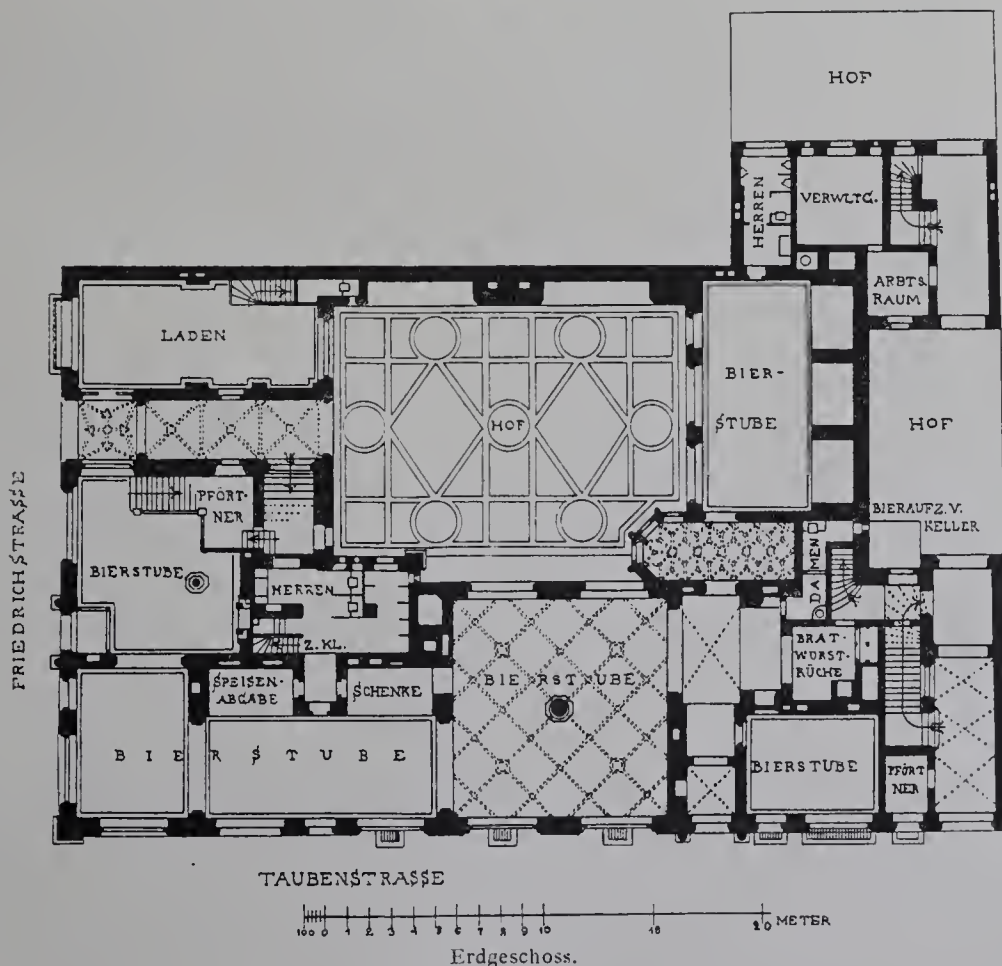 HOF
HERREN
VERWLTG.
ARBTS.
RAUM
LADEN
HOF
BIER-
STUBE
HOF
BIERAUFZ. V.
KELLER
FRIEDRICHSTRASSE
PFÖRT-
NER
BIERSTUBE
HERREN
Z. KL.
DAMEN
BRAT-
WURST-
KÜCHE
SPEISEN-
ABGABE
SCHENKE
BIERSTUBE
BIERSTUBE
BIERSTUBE
PFÖRT-
NER
TAUBENSTRASSE
100 0 1 2 3 4 5 6 7 8 9 10 15 20 METER
Erdgeschoss.